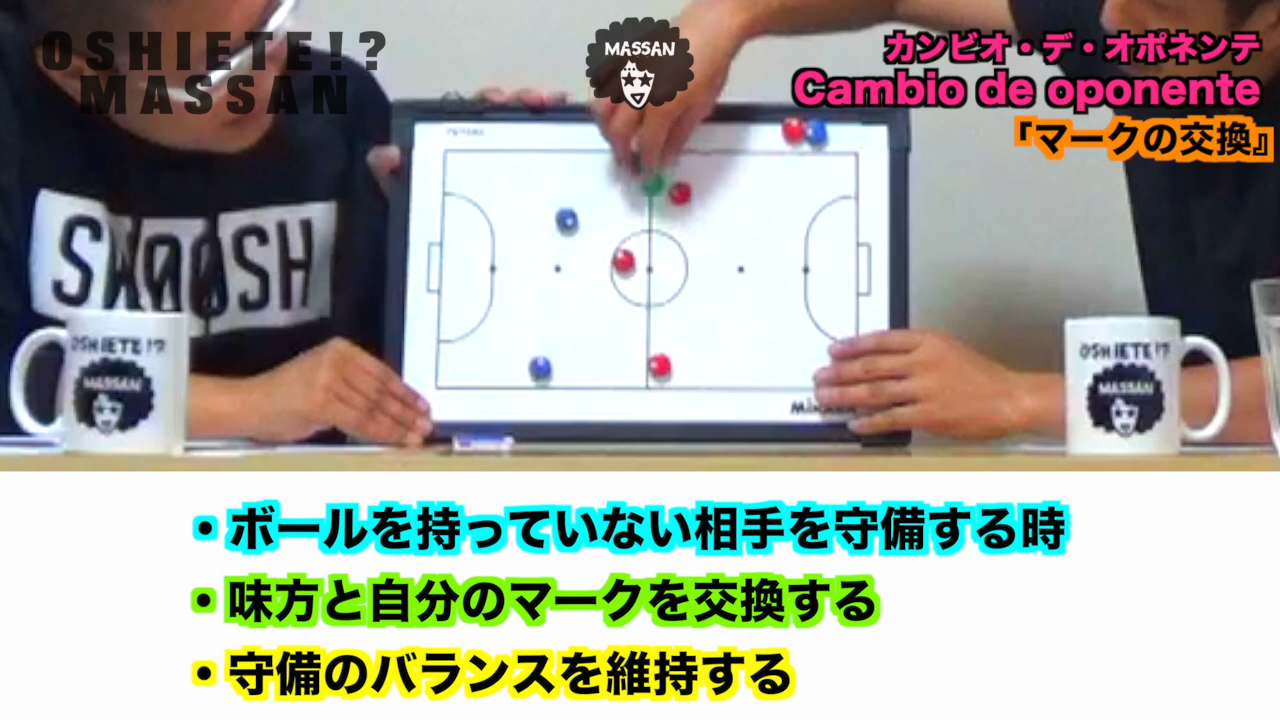 OSHIETE!?
MASSAN
MASSAN
カンビオ・デ・オポネンテ
Cambio de oponente
『マークの交換』
FUTSAL
SWOOSH
OSHIETE!?
MASSAN
OSHIETE!?
MASSAN
・ボールを持っていない相手を守備する時
・味方と自分のマークを交換する
・守備のバランスを維持する